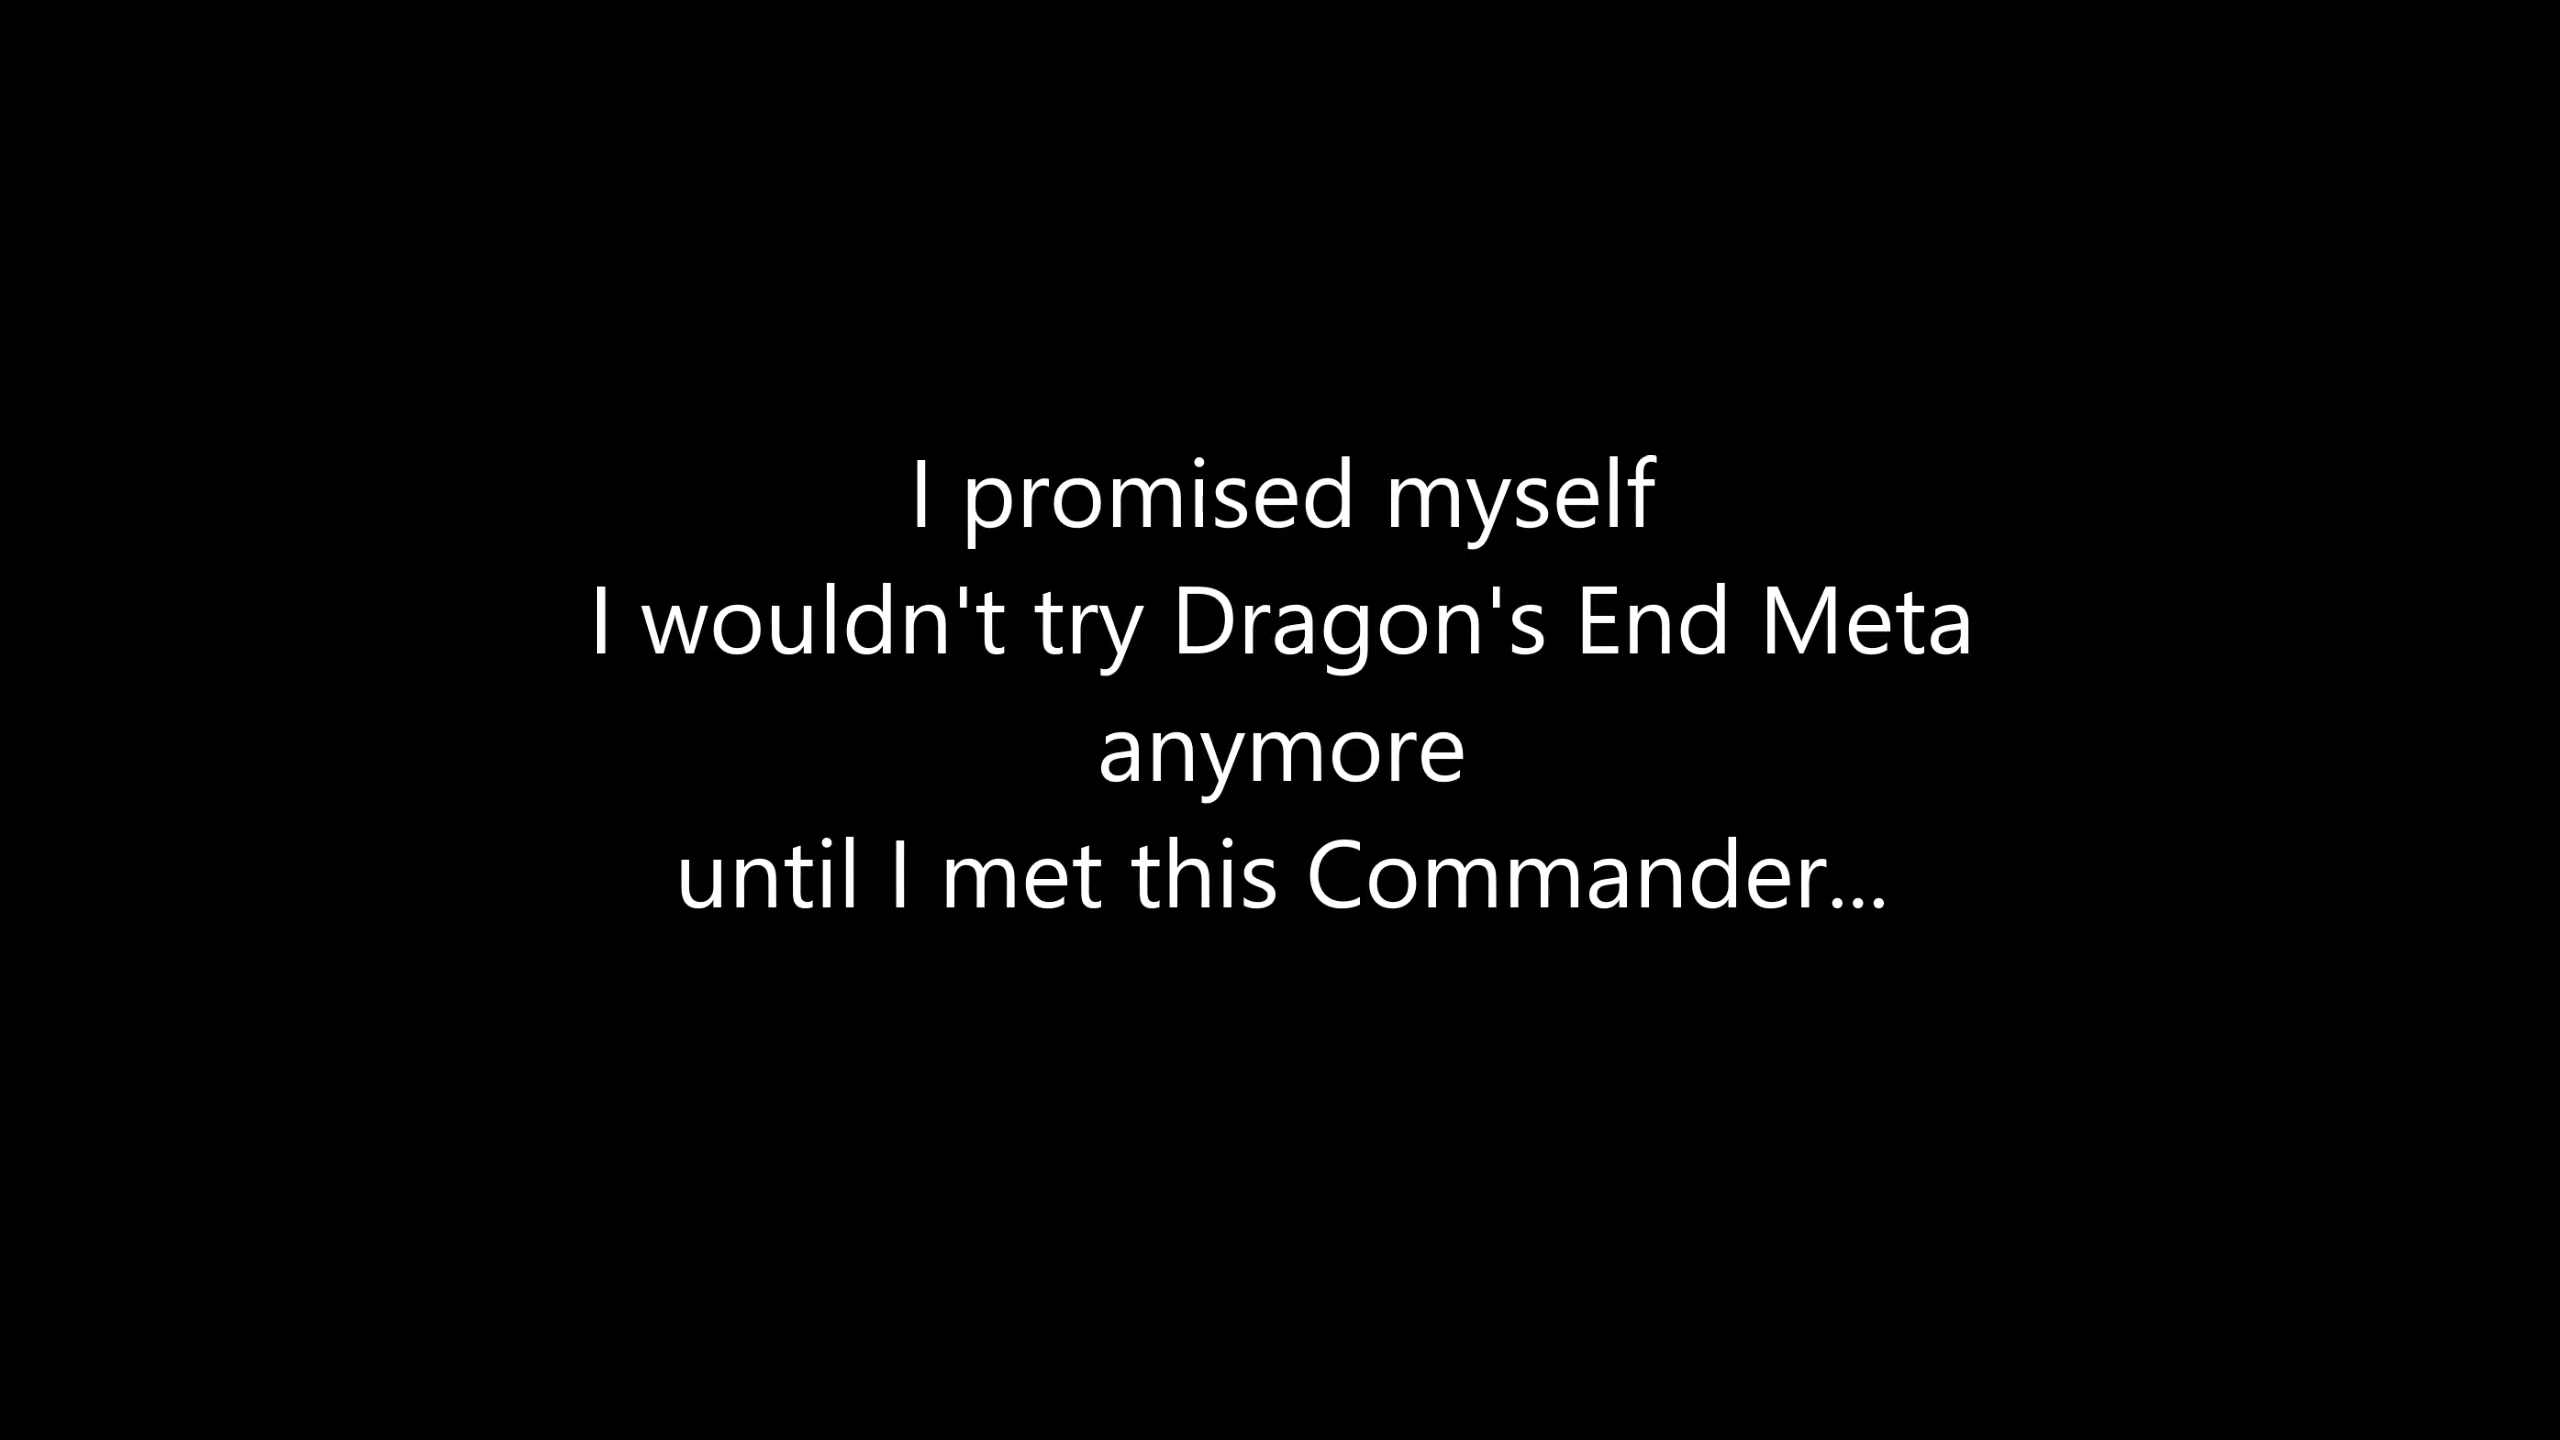 I promised myself
I wouldn't try Dragon's End Meta
anymore
until I met this Commander...